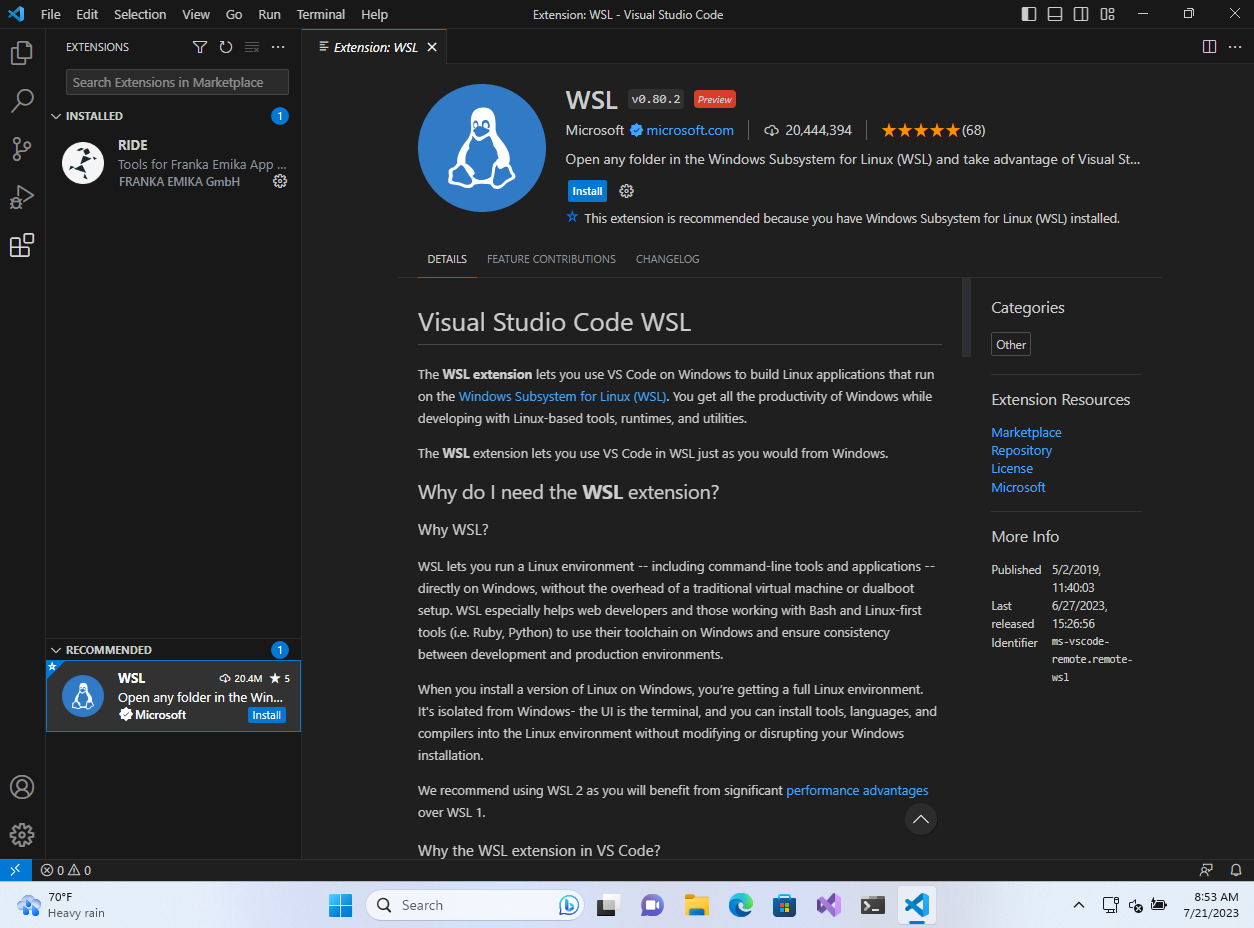 File Edit Selection View Go Run Terminal Help
Extension: WSL - Visual Studio Code
EXTENSIONS
Search Extensions in Marketplace
INSTALLED 1
RIDE
Tools for Franka Emika App ...
FRANKA EMIKA GmbH
RECOMMENDED 1
WSL 20.4M ★ 5
Open any folder in the Win...
Microsoft Install
Extension: WSL
WSL v0.80.2 Preview
Microsoft microsoft.com 20,444,394 ★★★★★(68)
Open any folder in the Windows Subsystem for Linux (WSL) and take advantage of Visual St...
Install
This extension is recommended because you have Windows Subsystem for Linux (WSL) installed.
DETAILS FEATURE CONTRIBUTIONS CHANGELOG
Visual Studio Code WSL
The WSL extension lets you use VS Code on Windows to build Linux applications that run
on the Windows Subsystem for Linux (WSL). You get all the productivity of Windows while
developing with Linux-based tools, runtimes, and utilities.
The WSL extension lets you use VS Code in WSL just as you would from Windows.
Why do I need the WSL extension?
Why WSL?
WSL lets you run a Linux environment -- including command-line tools and applications --
directly on Windows, without the overhead of a traditional virtual machine or dualboot
setup. WSL especially helps web developers and those working with Bash and Linux-first
tools (i.e. Ruby, Python) to use their toolchain on Windows and ensure consistency
between development and production environments.
When you install a version of Linux on Windows, you’re getting a full Linux environment.
It's isolated from Windows- the UI is the terminal, and you can install tools, languages, and
compilers into the Linux environment without modifying or disrupting your Windows
installation.
We recommend using WSL 2 as you will benefit from significant performance advantages
over WSL 1.
Why the WSL extension in VS Code?
Categories
Other
Extension Resources
Marketplace
Repository
License
Microsoft
More Info
Published 5/2/2019,
11:40:03
Last 6/27/2023,
released 15:26:56
Identifier ms-vscode-
remote.remote-
wsl
0 0
70°F
Heavy rain
Search
8:53 AM
7/21/2023